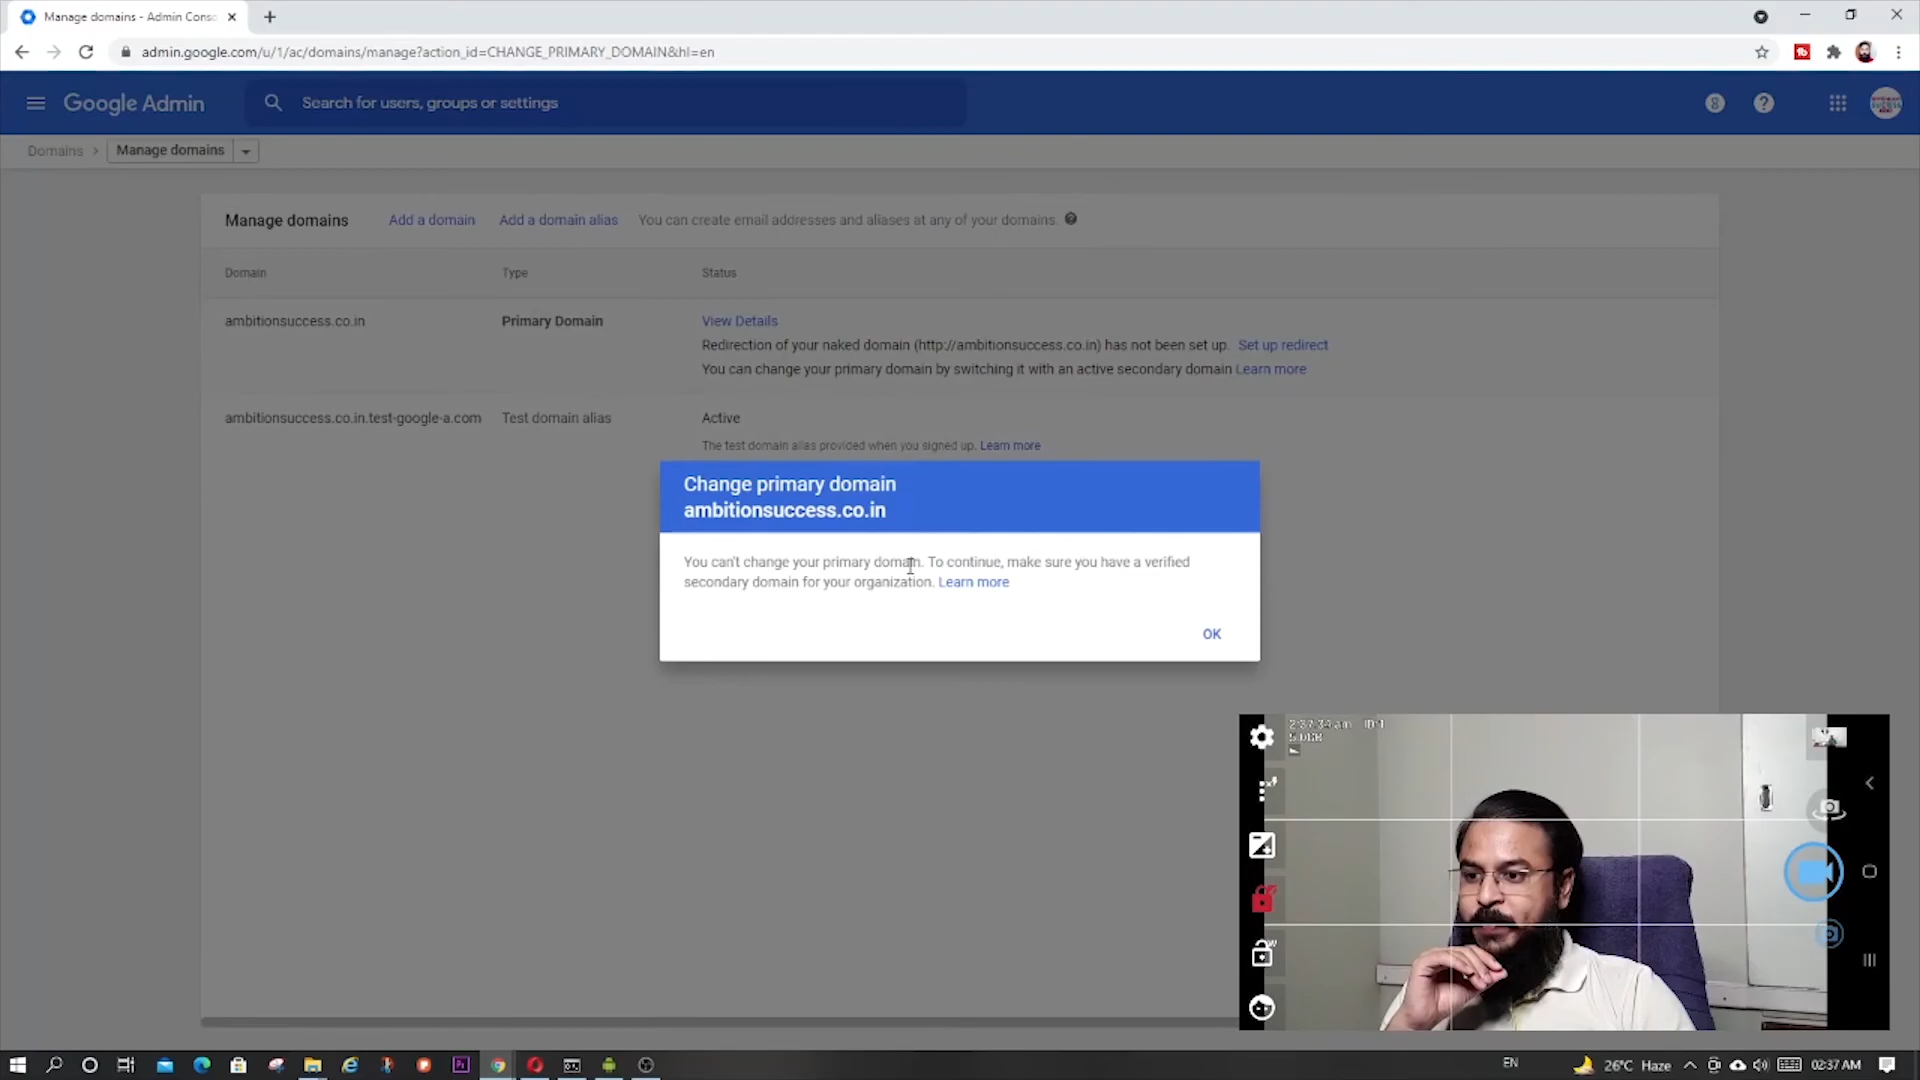 Manage domains - Admin Conso
admin.google.com/u/1/ac/domains/manage?action_id=CHANGE_PRIMARY_DOMAIN&hl=en
Google Admin
Search for users, groups or settings
Domains
Manage domains
Manage domains
Add a domain
Add a domain alias
You can create email addresses and aliases at any of your domains.
Domain
Type
Status
ambitionsuccess.co.in
Primary Domain
View Details
Redirection of your naked domain (http://ambitionsuccess.co.in) has not been set up. Set up redirect
You can change your primary domain by switching it with an active secondary domain Learn more
ambitionsuccess.co.in.test-google-a.com
Test domain alias
Active
The test domain alias provided when you signed up. Learn more
Change primary domain
ambitionsuccess.co.in
You can't change your primary domain. To continue, make sure you have a verified
secondary domain for your organization. Learn more
OK
2:37:34 am
EN
26°C Haze
02:37 AM